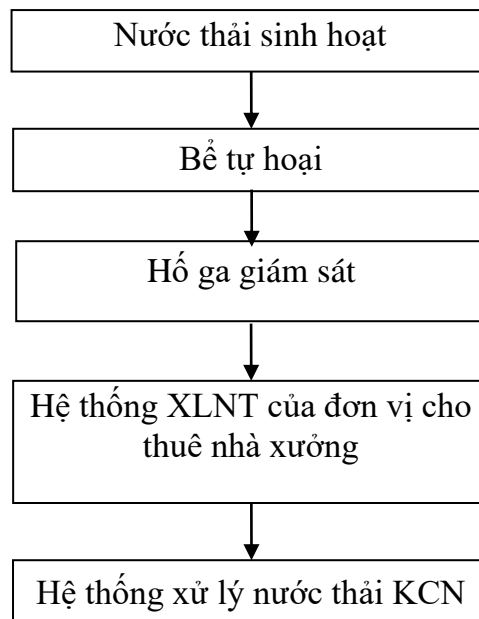 Nước thải sinh hoạt
Bể tự hoại
Hố ga giám sát
Hệ thống XLNT của đơn vị cho
thuê nhà xưởng
Hệ thống xử lý nước thải KCN